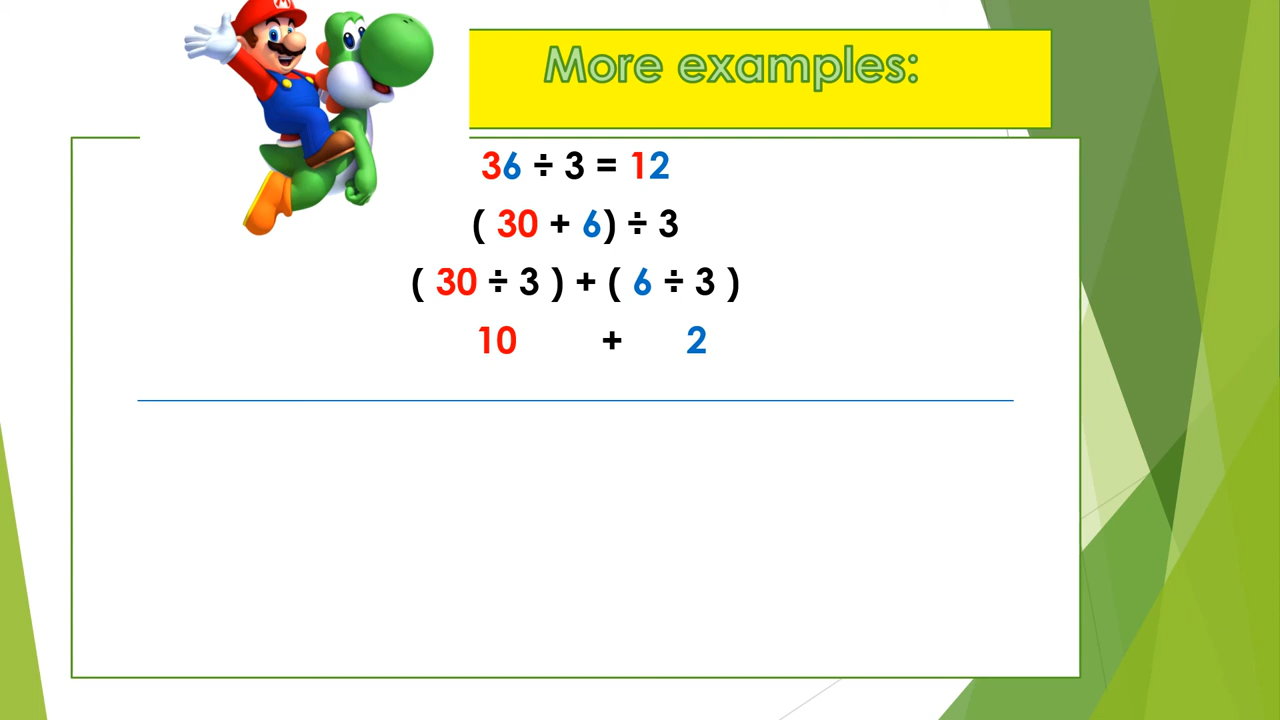 More examples:
36 ÷ 3 = 12
( 30 + 6) ÷ 3
( 30 ÷ 3 ) + ( 6 ÷ 3 )
10 + 2